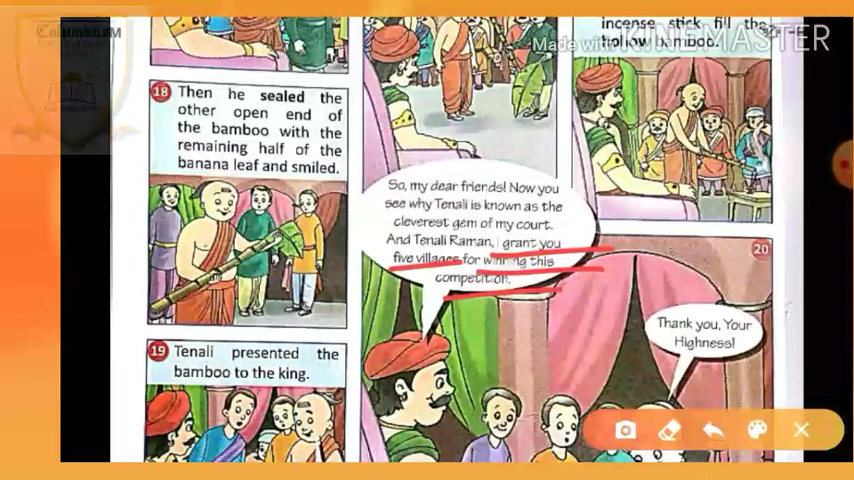 incense stick fill the
hollow bamboo.
Made with KINEMASTER
18 Then he sealed the
other open end of
the bamboo with the
remaining half of the
banana leaf and smiled.
So, my dear friends! Now you
see why Tenali is known as the
cleverest gem of my court.
And Tenali Raman, I grant you
five villages for winning this
competition.
20
Thank you, Your
Highness!
19 Tenali presented the
bamboo to the king.